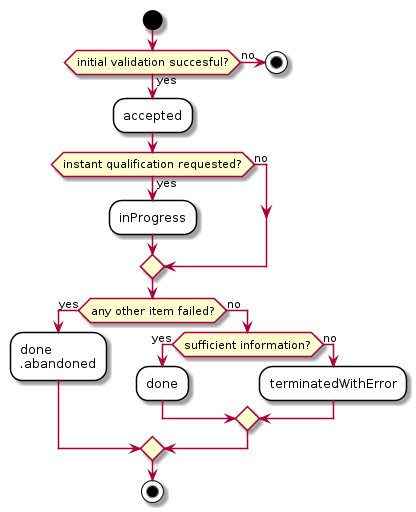 initial validation succesful?
no
yes
accepted
instant qualification requested?
no
yes
inProgress
yes
any other item failed?
no
done
.abandoned
yes
sufficient information?
no
done
terminatedWithError